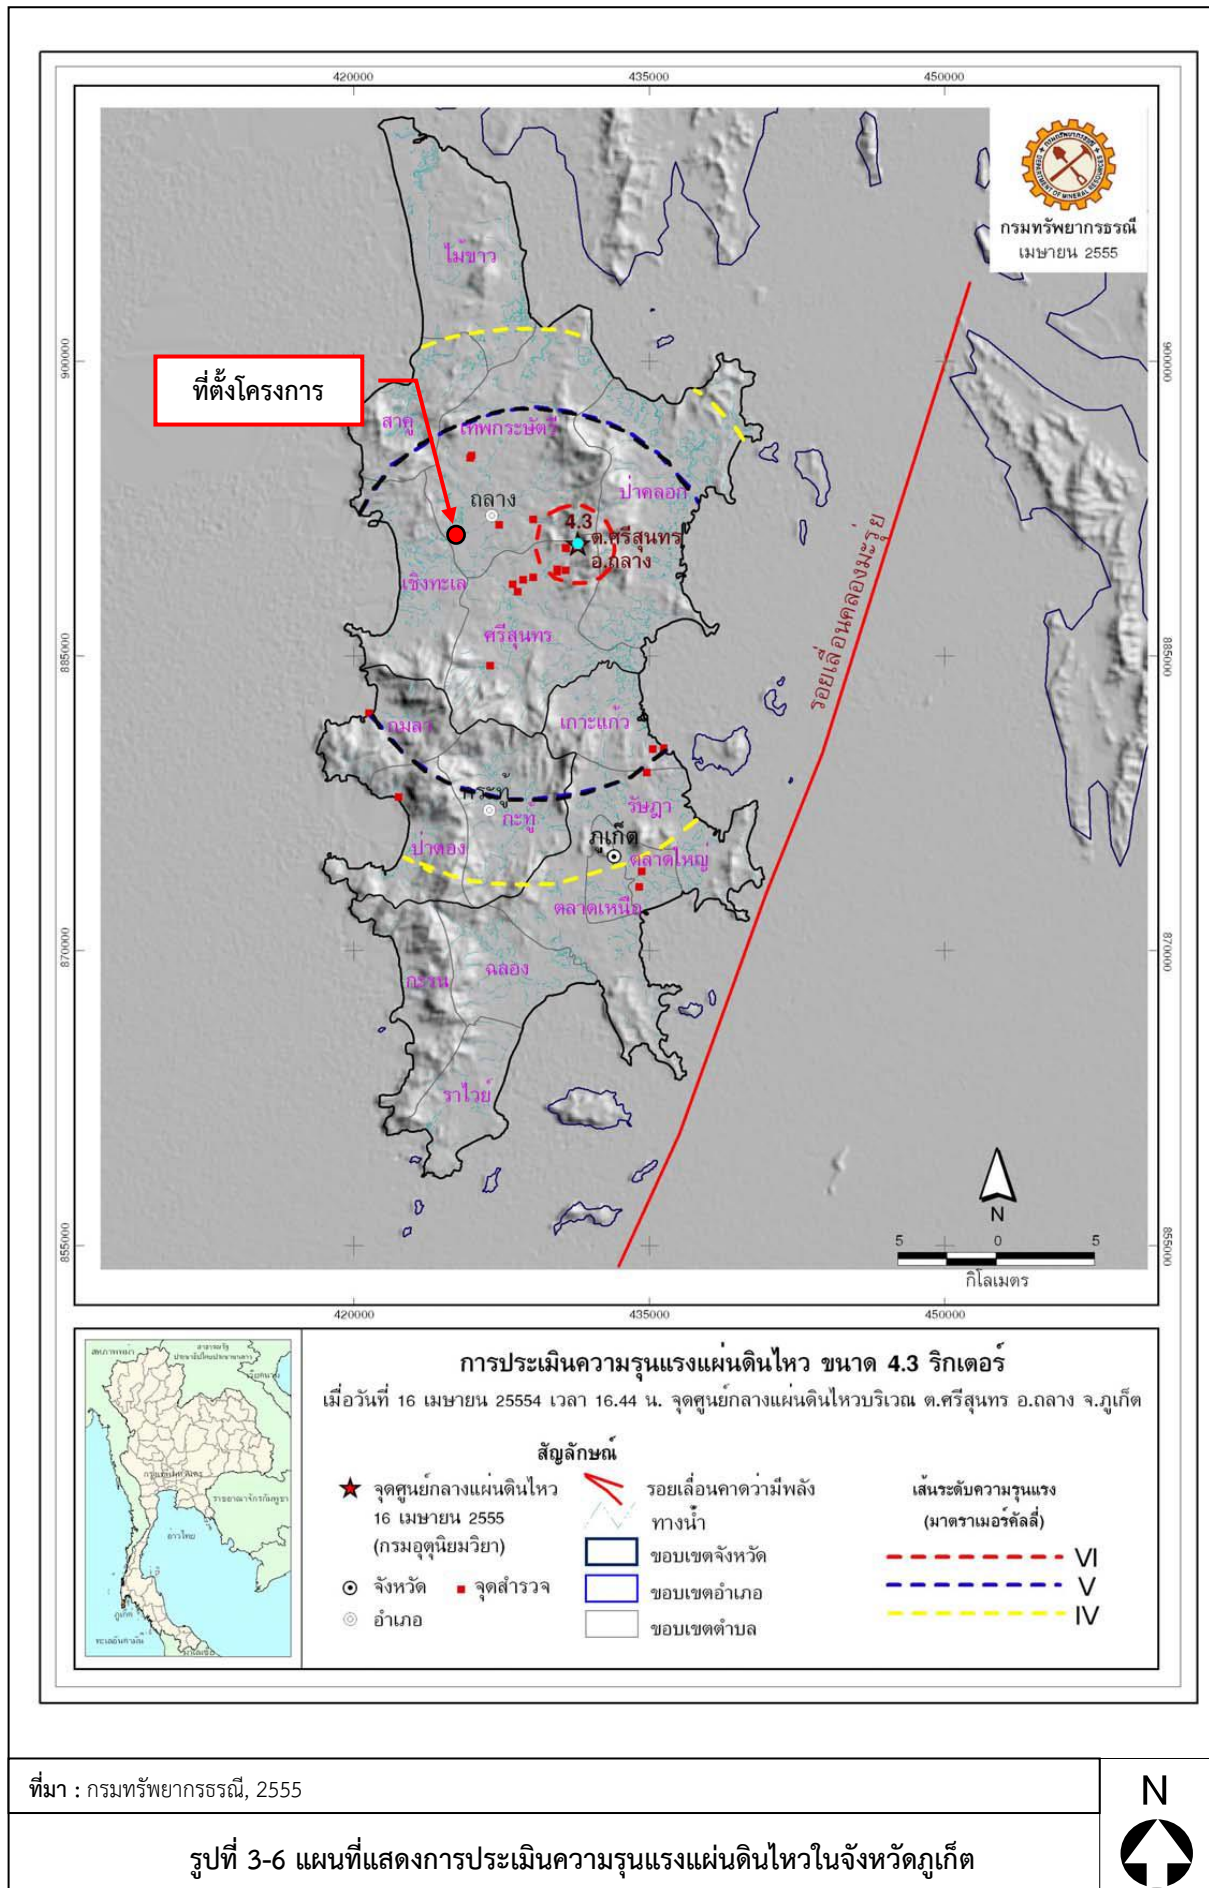 420000
435000
450000
DEPARTMENT OF MINERAL RESOURCES
กรมทรัพยากรธรณี
เมษายน 2555
900000
900000
ไม้ขาว
ที่ตั้งโครงการ
สาคู
เทพกระษัตรี
ป่าคลอก
ถลาง
4.3
ต.ศรีสุนทร
อ.ถลาง
เชิงทะเล
ศรีสุนทร
รอยเลื่อนคลองมะรุ่ย
885000
885000
กมลา
เกาะแก้ว
กระทู้
กะทู้
รัษฎา
ป่าตอง
ภูเก็ต
ตลาดใหญ่
ตลาดเหนือ
870000
870000
กรรน
ฉลอง
ราไวย์
N
855000
855000
5
0
5
กิโลเมตร
420000
435000
450000
การประเมินความรุนแรงแผ่นดินไหว ขนาด 4.3 ริกเตอร์
เมื่อวันที่ 16 เมษายน 25554 เวลา 16.44 น. จุดศูนย์กลางแผ่นดินไหวบริเวณ ต.ศรีสุนทร อ.ถลาง จ.ภูเก็ต
สัญลักษณ์
จุดศูนย์กลางแผ่นดินไหว
16 เมษายน 2555
(กรมอุตุนิยมวิยา)
จังหวัด
จุดสำรวจ
อำเภอ
รอยเลื่อนคาดว่ามีพลัง
ทางน้ำ
ขอบเขตจังหวัด
ขอบเขตอำเภอ
ขอบเขตตำบล
เส้นระดับความรุนแรง
(มาตราเมอร์คัลลี่)
VI
V
IV
อ่าวไทย
ภูเก็ต
ที่มา : กรมทรัพยากรธรณี, 2555
N
รูปที่ 3-6 แผนที่แสดงการประเมินความรุนแรงแผ่นดินไหวในจังหวัดภูเก็ต